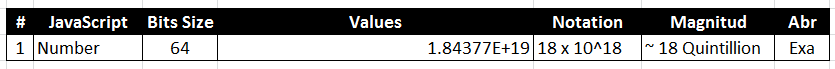 # JavaScript Bits Size Values Notation Magnitud Abr
1 Number 64 1.84377E+19 18 x 10^18 ~ 18 Quintillion Exa